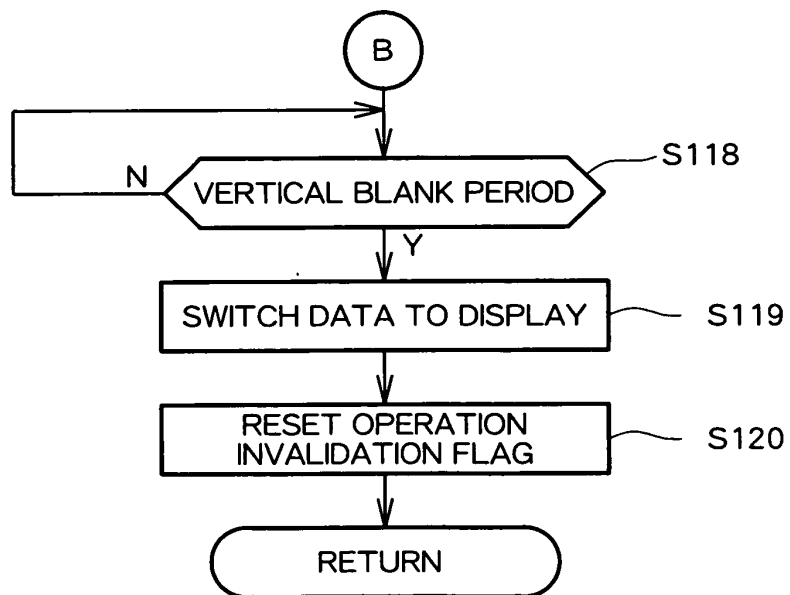 B
N
VERTICAL BLANK PERIOD
S118
Y
SWITCH DATA TO DISPLAY
S119
RESET OPERATION
INVALIDATION FLAG
S120
RETURN